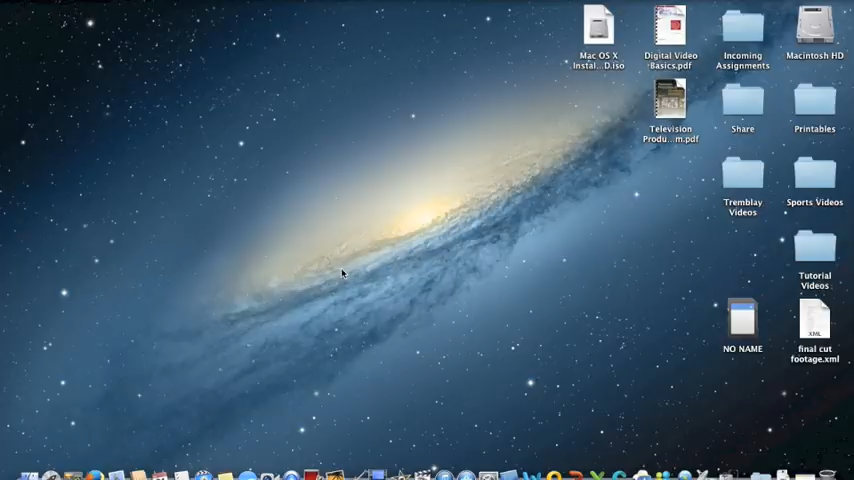 Mac OS X
Instal...D.iso
Digital Video
Basics.pdf
Incoming
Assignments
Macintosh HD
Television
Produ...m.pdf
Share
Printables
Tremblay
Videos
Sports Videos
Tutorial
Videos
NO NAME
XML
final cut
footage.xml